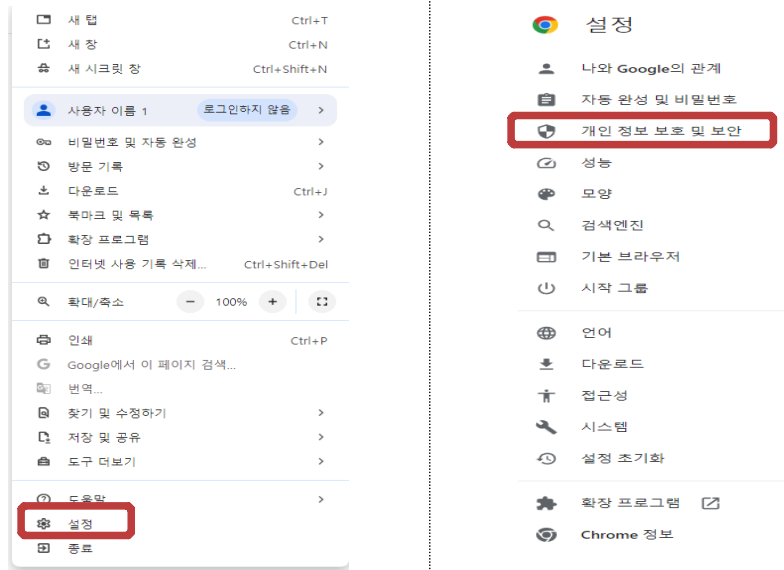 새 탭 Ctrl+T
새 창 Ctrl+N
새 시크릿 창 Ctrl+Shift+N
사용자 이름 1 로그인하지 않음
비밀번호 및 자동 완성
방문 기록
다운로드 Ctrl+J
북마크 및 목록
확장 프로그램
인터넷 사용 기록 삭제... Ctrl+Shift+Del
확대/축소 − 100% +
인쇄 Ctrl+P
Google에서 이 페이지 검색...
번역...
찾기 및 수정하기
저장 및 공유
도구 더보기
도움말
설정
종료
설정
나와 Google의 관계
자동 완성 및 비밀번호
개인 정보 보호 및 보안
성능
모양
검색엔진
기본 브라우저
시작 그룹
언어
다운로드
접근성
시스템
설정 초기화
확장 프로그램
Chrome 정보